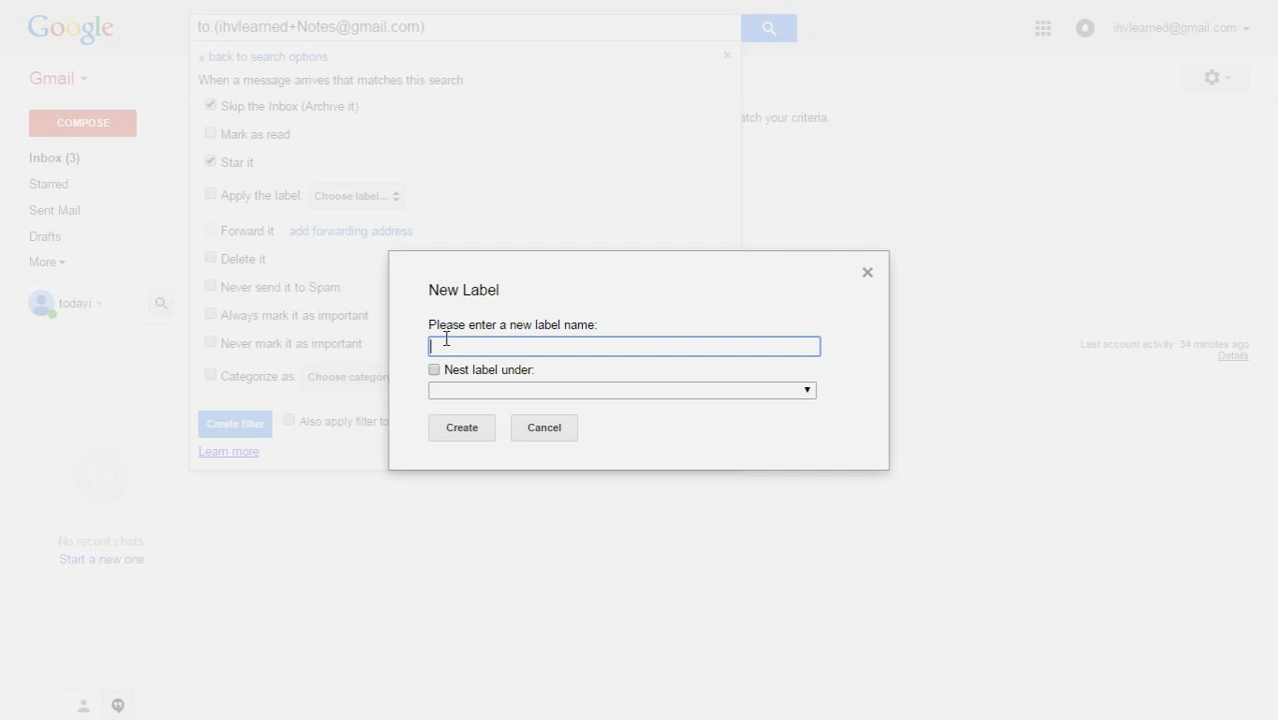 Google
to:(ihvlearned+Notes@gmail.com)
ihvlearned@gmail.com
« back to search options
×
When a message arrives that matches this search:
Gmail
COMPOSE
Skip the Inbox (Archive it)
Mark as read
Star it
Apply the label: Choose label...
Forward it add forwarding address
Delete it
Never send it to Spam
Always mark it as important
Never mark it as important
Categorize as: Choose category
Create filter
Also apply filter to
Learn more
atch your criteria.
Inbox (3)
Starred
Sent Mail
Drafts
More
todayi
No recent chats
Start a new one
New Label
×
Please enter a new label name:
Nest label under:
Create
Cancel
Last account activity: 34 minutes ago
Details